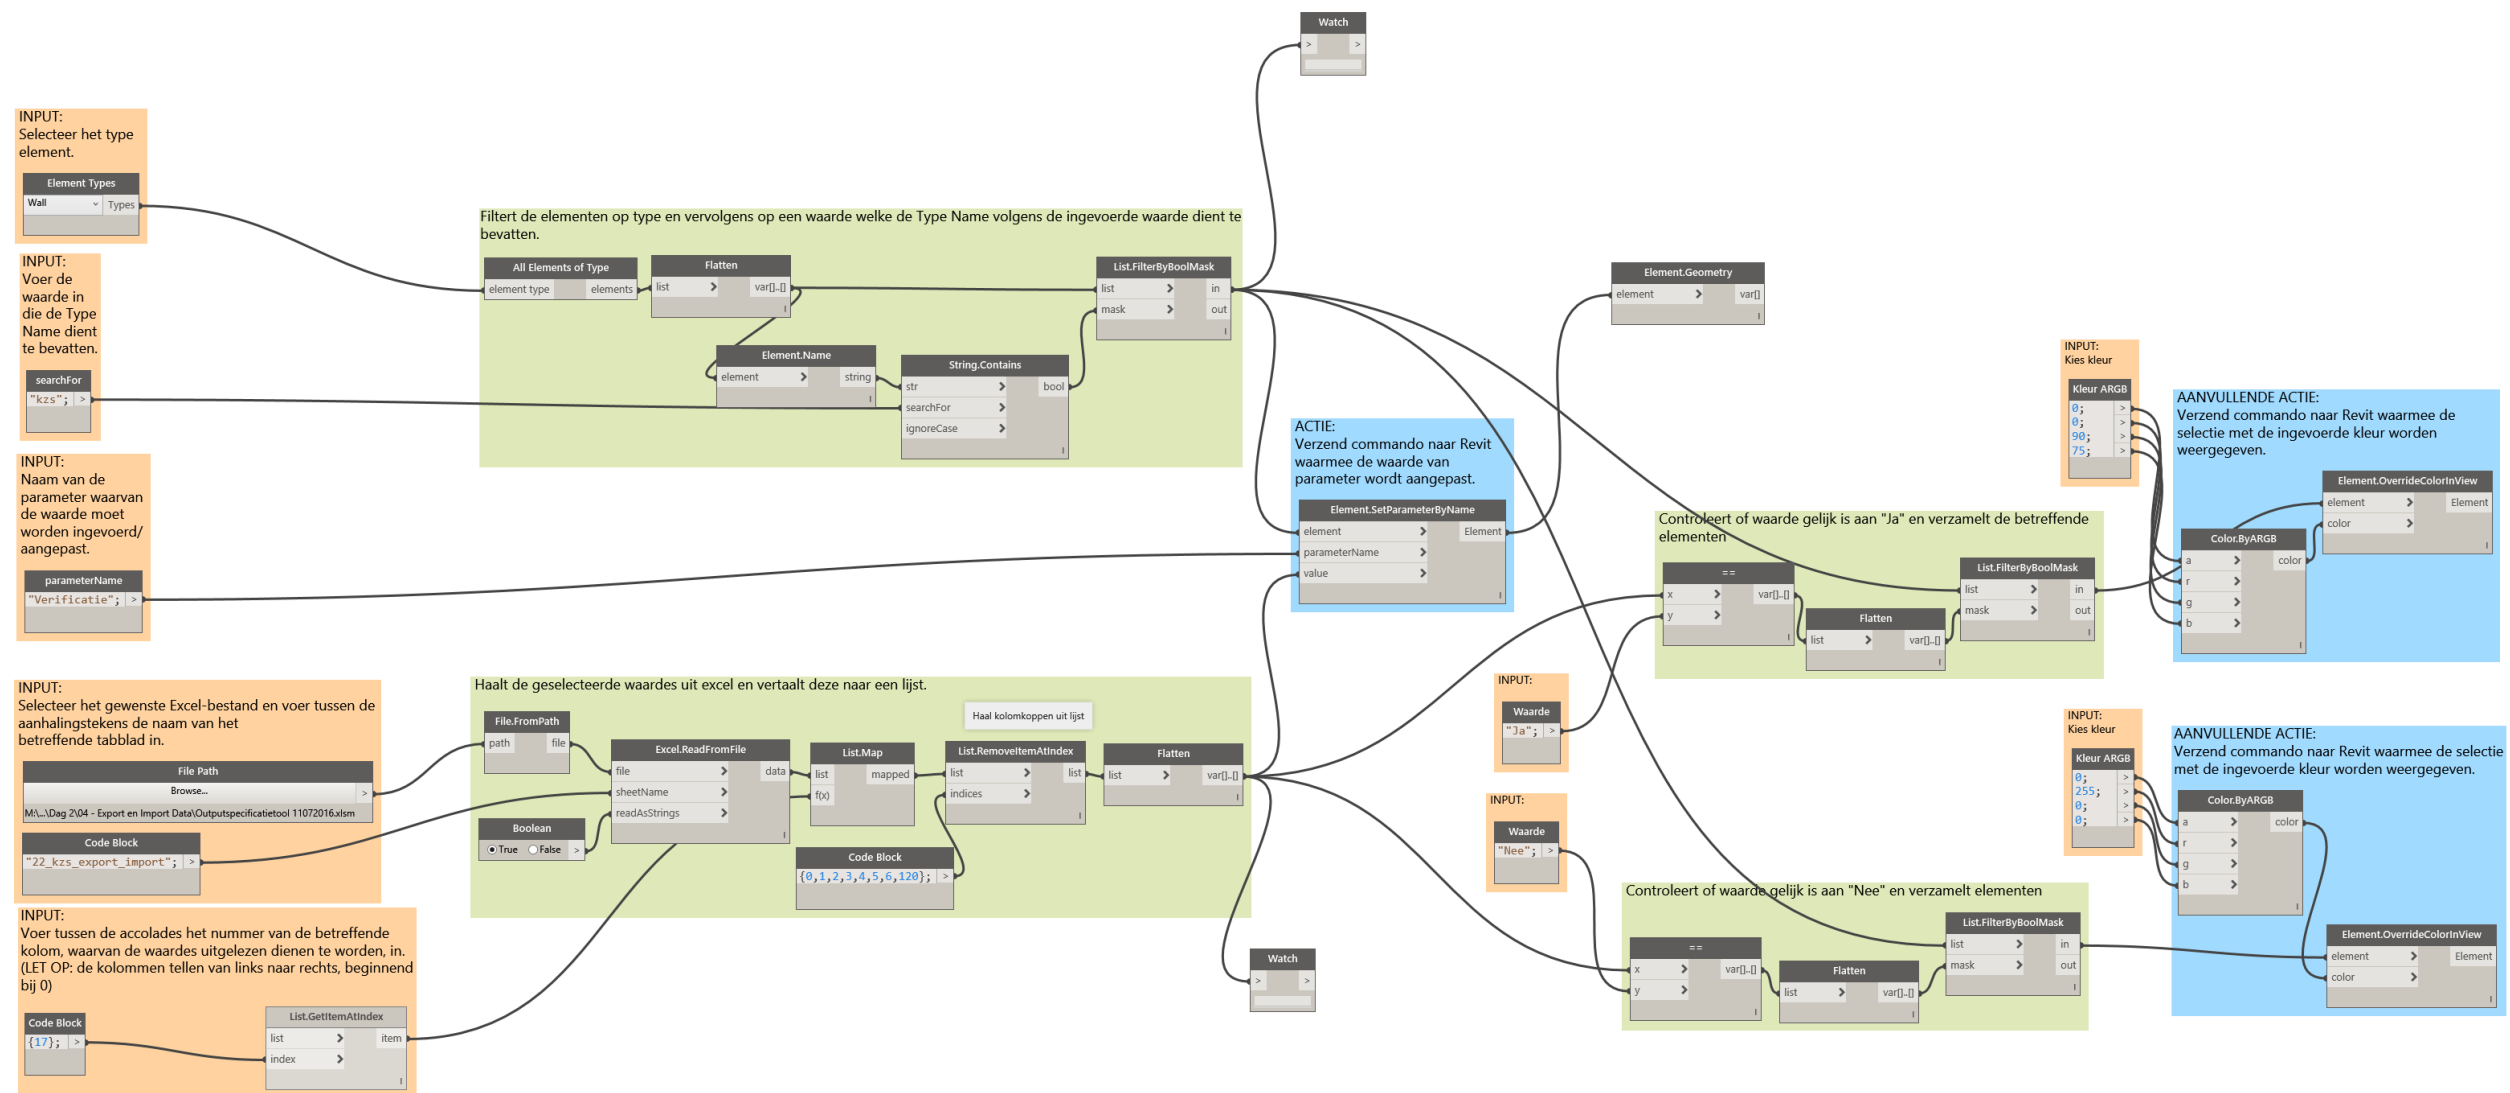 Watch
>
>
INPUT:
Selecteer het type
element.
Element Types
Wall
Types
INPUT:
Voer de
waarde in
die de Type
Name dient
te bevatten.
searchFor
"kzs";
>
INPUT:
Naam van de
parameter waarvan
de waarde moet
worden ingevoerd/
aangepast.
parameterName
"Verificatie";
>
INPUT:
Selecteer het gewenste Excel-bestand en voer tussen de
aanhalingstekens de naam van het
betreffende tabblad in.
File Path
Browse...
>
M:\...\Dag 2\04 - Export en Import Data\Outputspecificatietool 11072016.xlsm
Code Block
"22_kzs_export_import";
>
INPUT:
Voer tussen de accolades het nummer van de betreffende
kolom, waarvan de waardes uitgelezen dienen te worden, in.
(LET OP: de kolommen tellen van links naar rechts, beginnend
bij 0)
Code Block
{17};
>
List.GetItemAtIndex
list
>
item
index
>
l
Filtert de elementen op type en vervolgens op een waarde welke de Type Name volgens de ingevoerde waarde dient te
bevatten.
All Elements of Type
element type
elements
Flatten
list
>
var[]..[]
l
Element.Name
element
>
string
l
String.Contains
str
>
bool
searchFor
>
ignoreCase
>
l
List.FilterByBoolMask
list
>
in
mask
>
out
l
Haalt de geselecteerde waardes uit excel en vertaalt deze naar een lijst.
File.FromPath
path
file
Boolean
True
False
>
Excel.ReadFromFile
file
>
data
sheetName
>
readAsStrings
>
l
List.Map
list
mapped
f(x)
Haal kolomkoppen uit lijst
List.RemoveItemAtIndex
list
>
list
indices
>
l
Code Block
{0,1,2,3,4,5,6,120};
>
Flatten
list
>
var[]..[]
l
Watch
>
>
ACTIE:
Verzend commando naar Revit
waarmee de waarde van
parameter wordt aangepast.
Element.SetParameterByName
element
>
Element
parameterName
>
value
>
l
Element.Geometry
element
>
var[]
l
INPUT:
Waarde
"Ja";
>
INPUT:
Waarde
"Nee";
>
Controleert of waarde gelijk is aan "Ja" en verzamelt de betreffende
elementen
==
x
>
var[]..[]
y
>
l
Flatten
list
>
var[]..[]
l
List.FilterByBoolMask
list
>
in
mask
>
out
l
Controleert of waarde gelijk is aan "Nee" en verzamelt elementen
==
x
>
var[]..[]
y
>
l
Flatten
list
>
var[]..[]
l
List.FilterByBoolMask
list
>
in
mask
>
out
l
INPUT:
Kies kleur
Kleur ARGB
0;
>
0;
>
90;
>
75;
>
AANVULLENDE ACTIE:
Verzend commando naar Revit waarmee de
selectie met de ingevoerde kleur worden
weergegeven.
Element.OverrideColorInView
element
>
Element
color
>
l
Color.ByARGB
a
>
color
r
>
g
>
b
>
l
INPUT:
Kies kleur
Kleur ARGB
0;
>
255;
>
0;
>
0;
>
AANVULLENDE ACTIE:
Verzend commando naar Revit waarmee de selectie
met de ingevoerde kleur worden weergegeven.
Color.ByARGB
a
>
color
r
>
g
>
b
>
l
Element.OverrideColorInView
element
>
Element
color
>
l